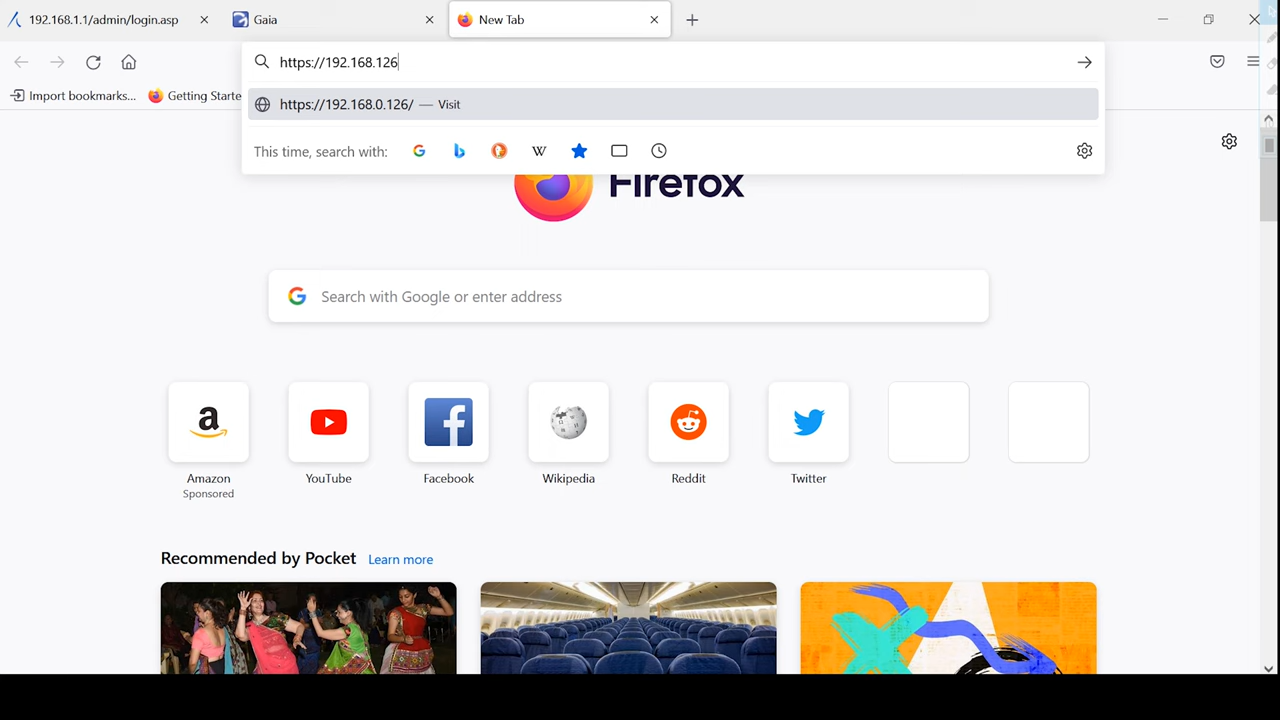 192.168.1.1/admin/login.asp
Gaia
New Tab
https://192.168.126
Import bookmarks...
Getting Starte
https://192.168.0.126/ — Visit
This time, search with:
Firefox
Search with Google or enter address
Amazon
Sponsored
YouTube
Facebook
Wikipedia
Reddit
Twitter
Recommended by Pocket
Learn more